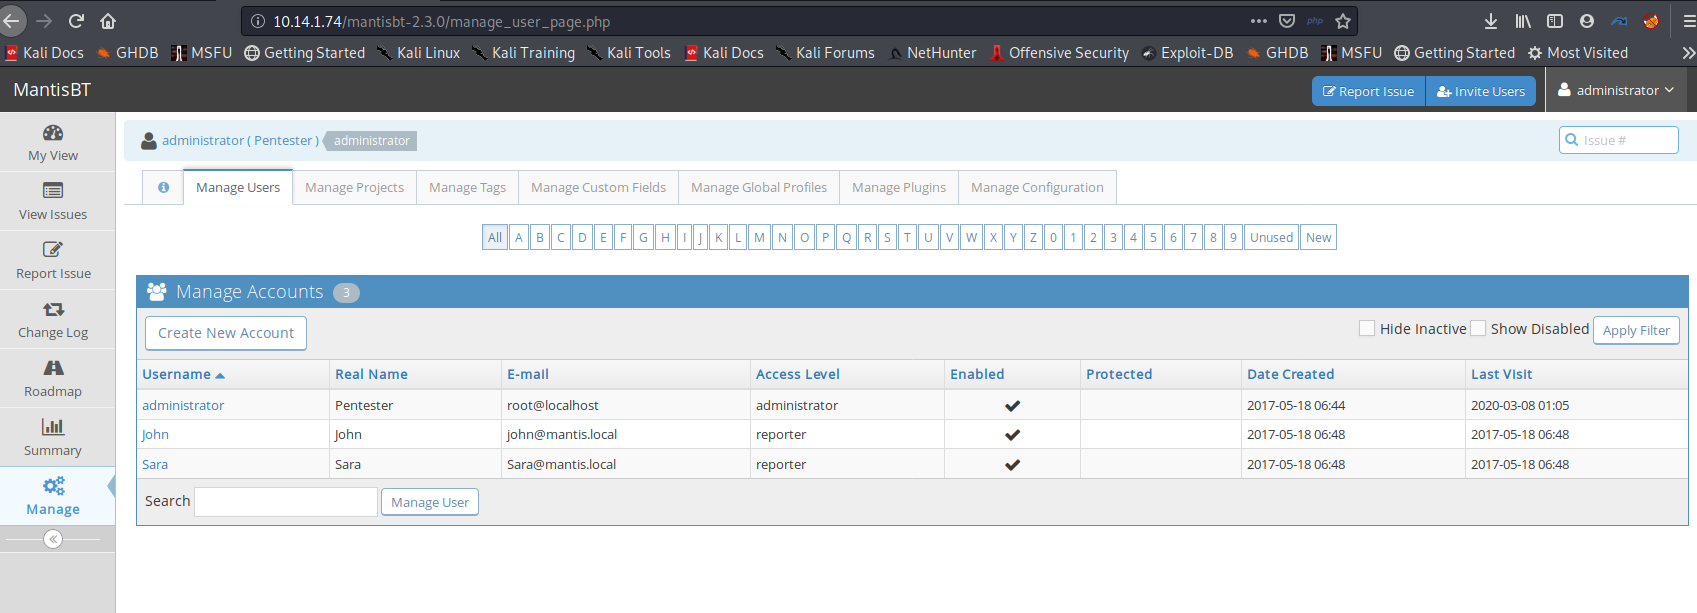 10.14.1.74/mantisbt-2.3.0/manage_user_page.php ••• php
Kali Docs GHDB MSFU Getting Started Kali Linux Kali Training Kali Tools Kali Docs Kali Forums NetHunter Offensive Security Exploit-DB GHDB MSFU Getting Started Most Visited
MantisBT Report Issue Invite Users administrator
administrator ( Pentester ) administrator Issue #
My View
Manage Users Manage Projects Manage Tags Manage Custom Fields Manage Global Profiles Manage Plugins Manage Configuration
View Issues
All A B C D E F G H I J K L M N O P Q R S T U V W X Y Z 0 1 2 3 4 5 6 7 8 9 Unused New
Report Issue
Manage Accounts 3
Change Log
Create New Account Hide Inactive Show Disabled Apply Filter
Username Real Name E-mail Access Level Enabled Protected Date Created Last Visit
Roadmap
administrator Pentester root@localhost administrator 2017-05-18 06:44 2020-03-08 01:05
John John john@mantis.local reporter 2017-05-18 06:48 2017-05-18 06:48
Summary
Sara Sara Sara@mantis.local reporter 2017-05-18 06:48 2017-05-18 06:48
Search Manage User
Manage